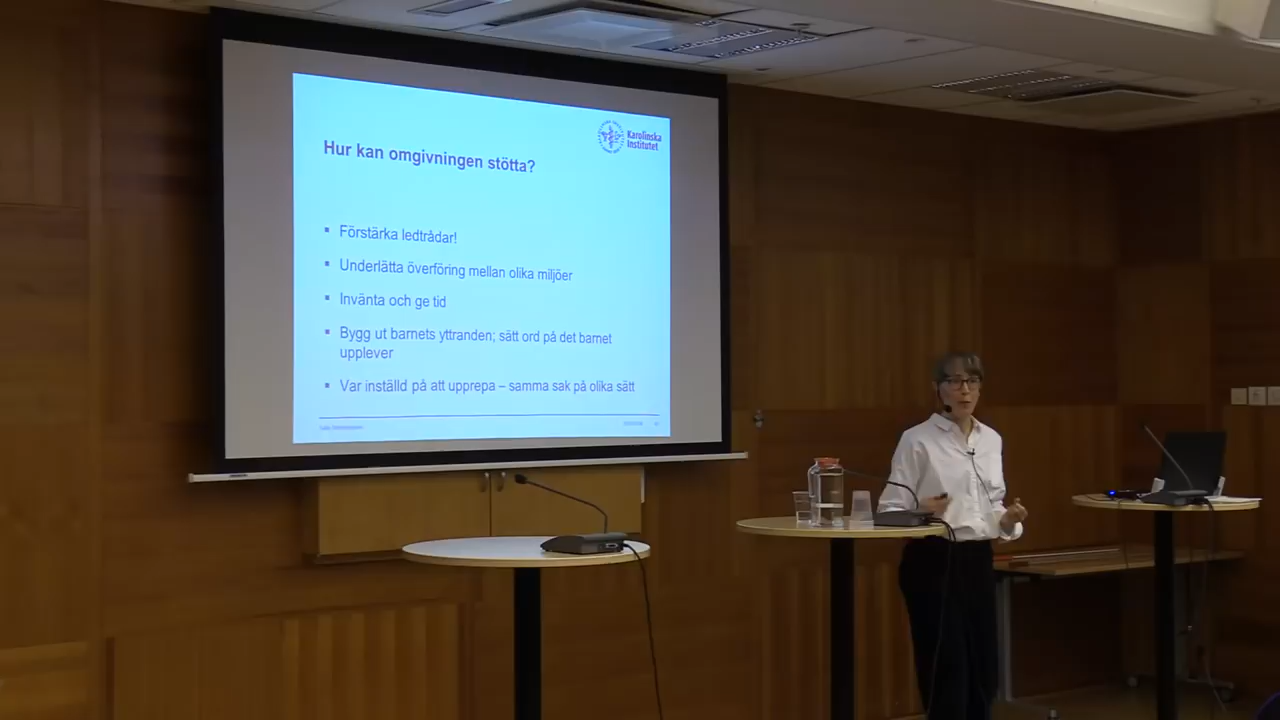 Karolinska
Institutet
Hur kan omgivningen stötta?
▪ Förstärka ledtrådar!
▪ Underlätta överföring mellan olika miljöer
▪ Invänta och ge tid
▪ Bygg ut barnets yttranden; sätt ord på det barnet
upplever
▪ Var inställd på att upprepa – samma sak på olika sätt